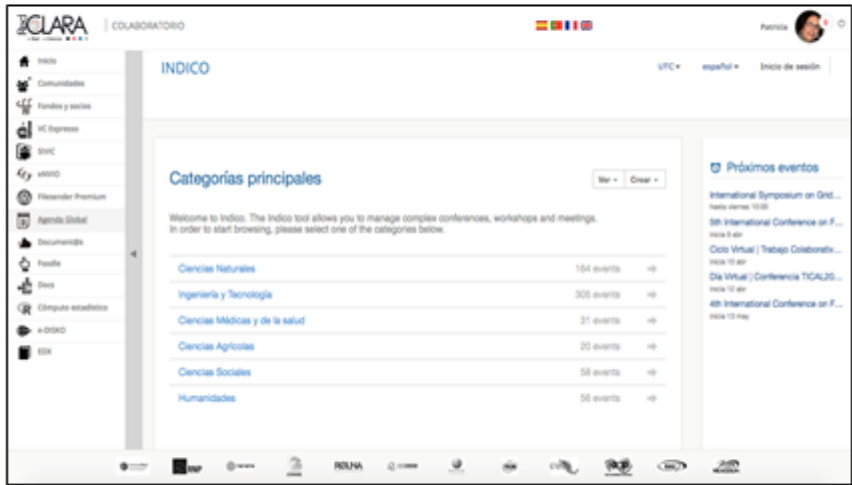 CLARA
COLABORATORIO
Patricia
Inicio
Comunidades
Fondos y socios
VC Espresso
SIVIC
eNVIO
Filesender Premium
Agenda Global
Document@s
Foodle
Docs
Cómputo estadístico
e-DISKO
EDX
INDICO
UTC
español
Inicio de sesión
Categorías principales
Ver
Crear
Welcome to Indico. The Indico tool allows you to manage complex conferences, workshops and meetings.
In order to start browsing, please select one of the categories below.
Ciencias Naturales 164 events
Ingeniería y Tecnología 305 events
Ciencias Médicas y de la salud 31 events
Ciencias Agrícolas 20 events
Ciencias Sociales 58 events
Humanidades 56 events
Próximos eventos
International Symposium on Grid...
hasta viernes 10:00
5th International Conference on F...
inicia 5 abr
Ciclo Virtual | Trabajo Colaborativ...
inicia 10 abr
Día Virtual | Conferencia TICAL20...
inicia 12 abr
4th International Conference on F...
inicia 13 may
RNP